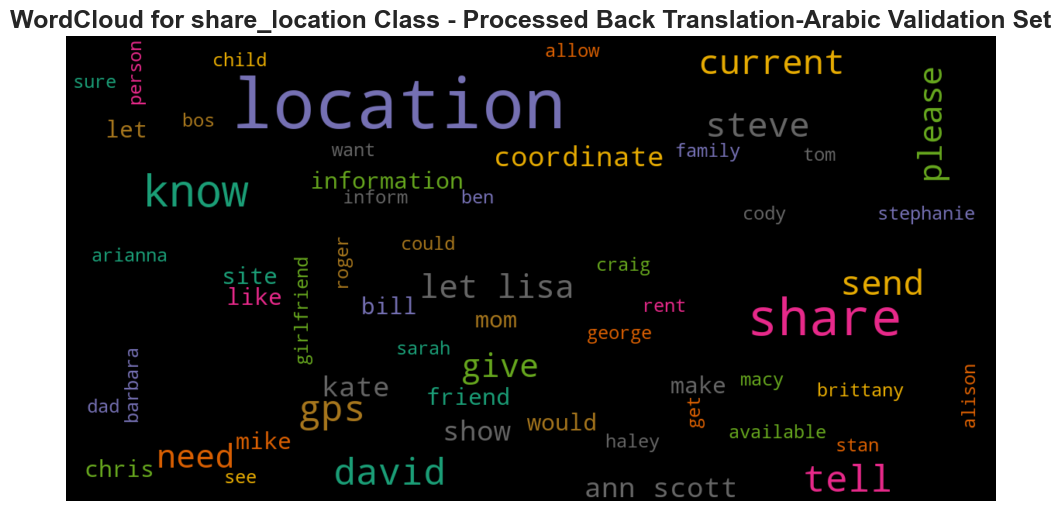 WordCloud for share_location Class - Processed Back Translation-Arabic Validation Set
sure
person
child
allow
current
location
let
bos
steve
please
want
coordinate
family
tom
know
information
inform
ben
cody
stephanie
arianna
could
roger
craig
site
like
girlfriend
let lisa
send
bill
mom
rent
share
george
sarah
give
kate
friend
make
macy
brittany
alison
dad
barbara
gps
show
would
get
available
haley
stan
mike
need
chris
see
david
ann scott
tell